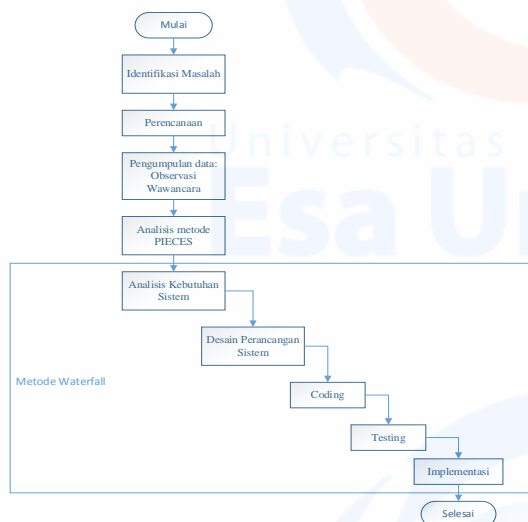 Mulai
Identifikasi Masalah
Perencanaan
Universitas
Esa Un
Pengumpulan data:
Observasi
Wawancara
Analisis metode
PIECES
Analisis Kebutuhan
Sistem
Desain Perancangan
Sistem
Metode Waterfall
Coding
Testing
Implementasi
Selesai